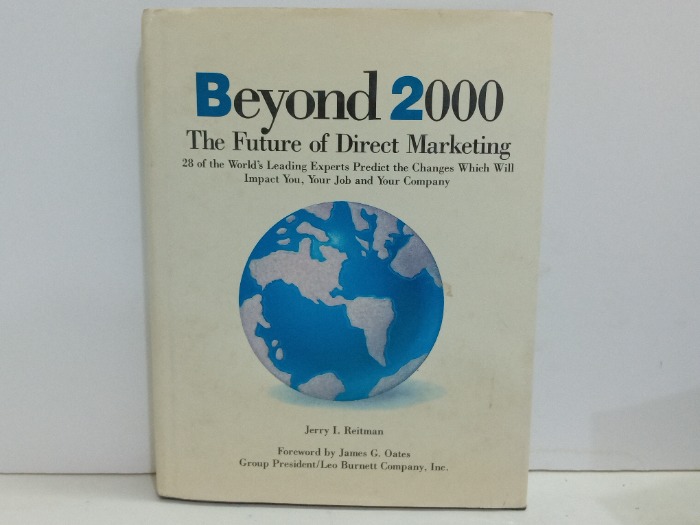 Beyond 2000
The Future of Direct Marketing
28 of the World's Leading Experts Predict the Changes Which Will
Impact You, Your Job and Your Company
Jerry I. Reitman
Foreword by James G. Oates
Group President/Leo Burnett Company, Inc.